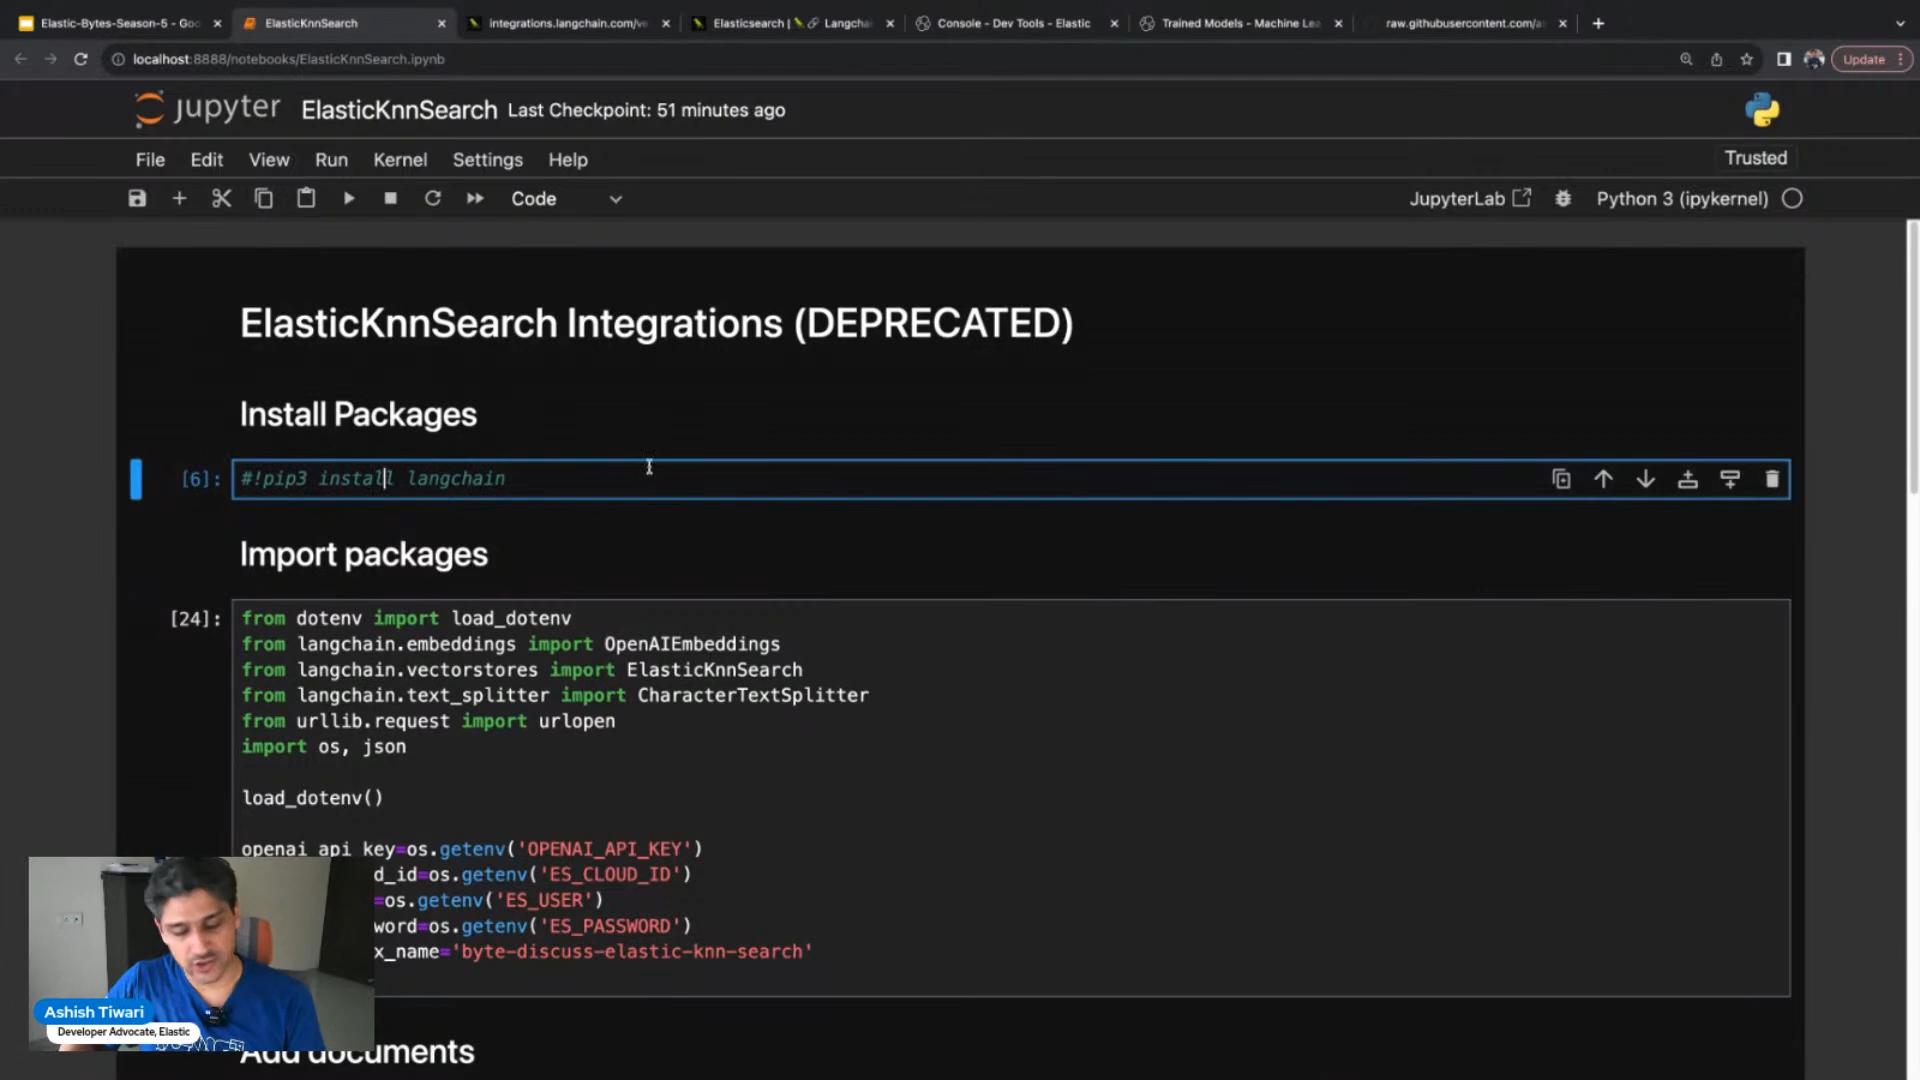 Elastic-Bytes-Season-5 - Goo
ElasticKnnSearch
integrations.langchain.com/ve
Elasticsearch | Langcha
Console - Dev Tools - Elastic
Trained Models - Machine Lea
raw.githubusercontent.com/a
localhost:8888/notebooks/ElasticKnnSearch.ipynb
Update
jupyter ElasticKnnSearch Last Checkpoint: 51 minutes ago
File Edit View Run Kernel Settings Help
Trusted
Code
JupyterLab
Python 3 (ipykernel)
ElasticKnnSearch Integrations (DEPRECATED)
Install Packages
[6]: #!pip3 install langchain
Import packages
[24]: from dotenv import load_dotenv
from langchain.embeddings import OpenAIEmbeddings
from langchain.vectorstores import ElasticKnnSearch
from langchain.text_splitter import CharacterTextSplitter
from urllib.request import urlopen
import os, json
load_dotenv()
openai_api_key=os.getenv('OPENAI_API_KEY')
d_id=os.getenv('ES_CLOUD_ID')
=os.getenv('ES_USER')
word=os.getenv('ES_PASSWORD')
x_name='byte-discuss-elastic-knn-search'
Add documents
Ashish Tiwari
Developer Advocate, Elastic